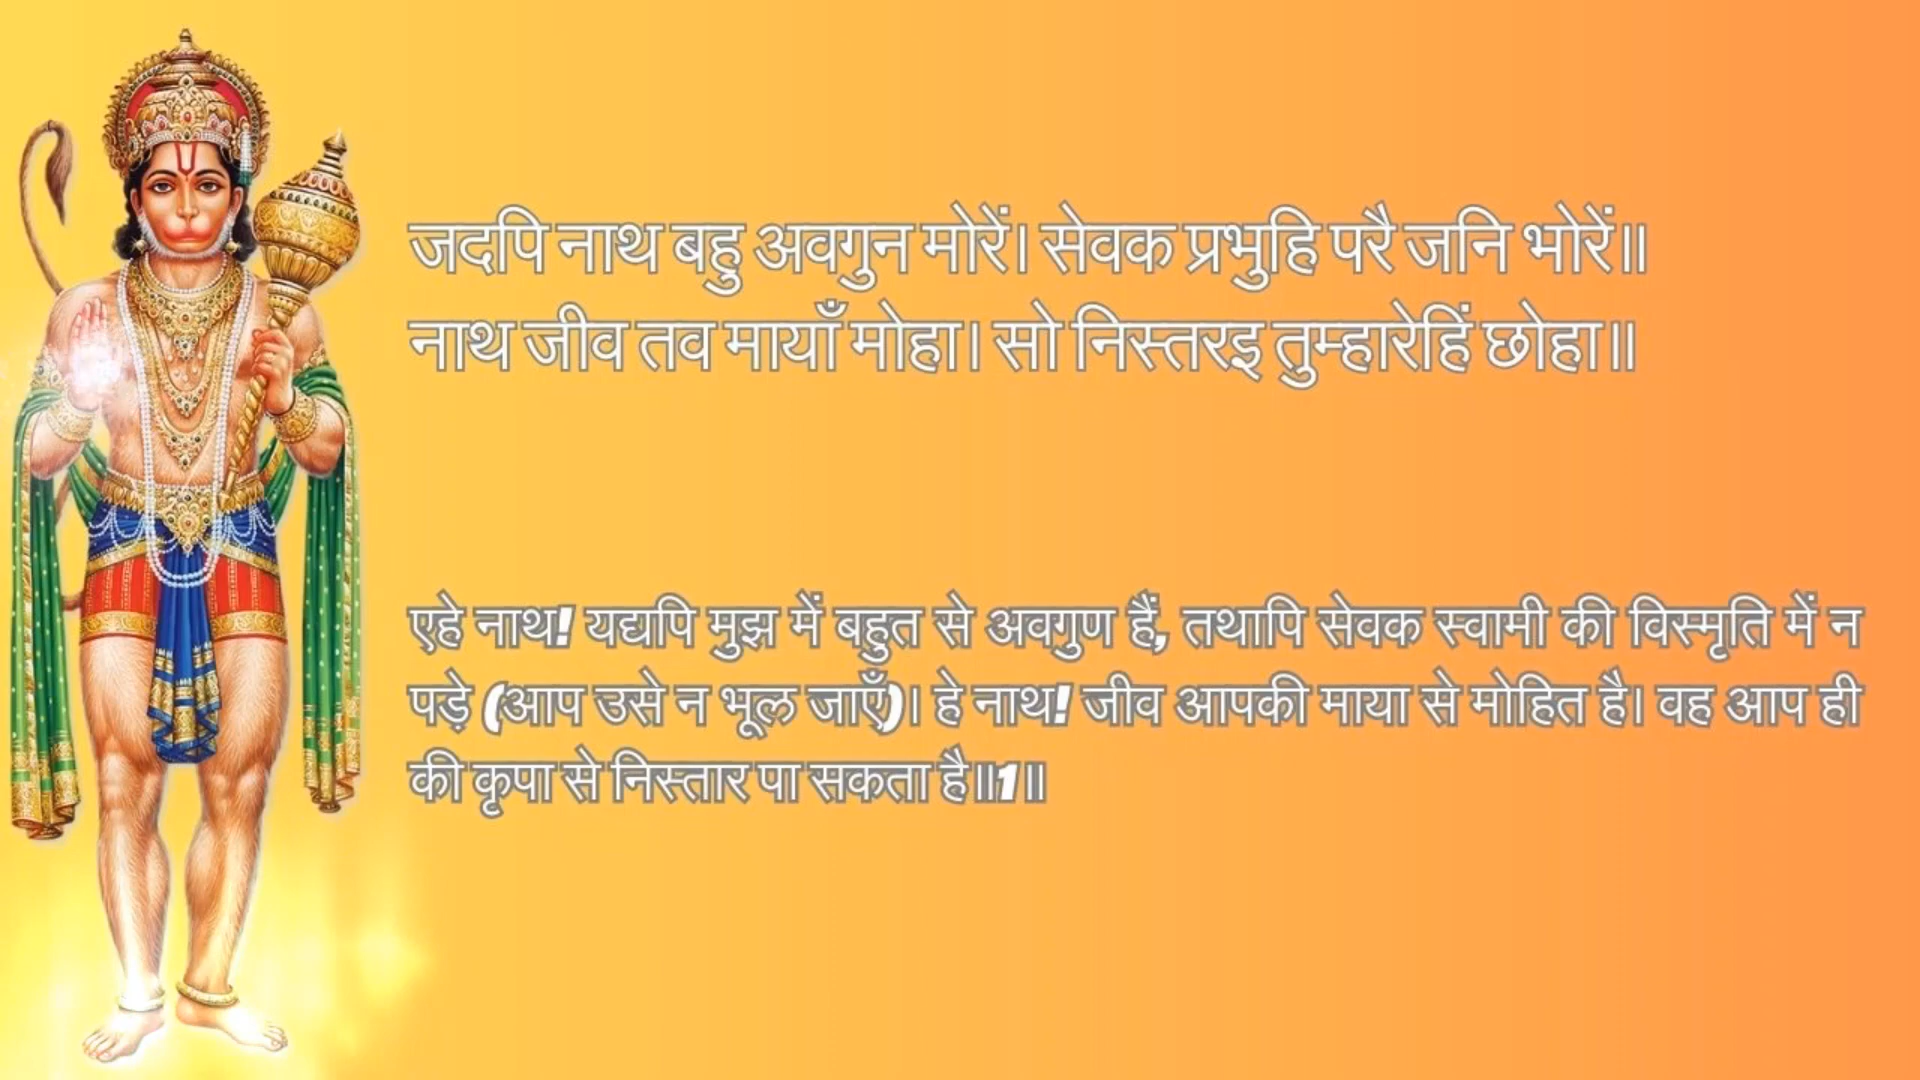 जदपि नाथ बहु अवगुन मोरें। सेवक प्रभुहि परै जनि भोरें॥
नाथ जीव तव मायाँ मोहा। सो निस्तरइ तुम्हारेहिं छोहा॥
एहे नाथ! यद्यपि मुझ में बहुत से अवगुण हैं, तथापि सेवक स्वामी की विस्मृति में न
पड़े (आप उसे न भूल जाएँ)। हे नाथ! जीव आपकी माया से मोहित है। वह आप ही
की कृपा से निस्तार पा सकता है॥1॥